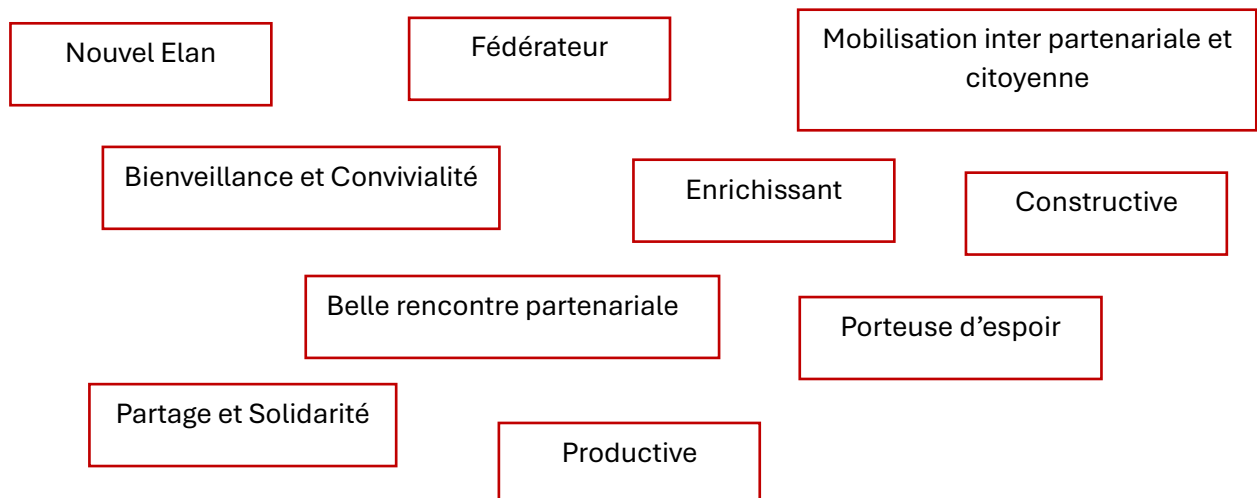 Nouvel Elan
Fédérateur
Mobilisation inter partenariale et
citoyenne
Bienveillance et Convivialité
Enrichissant
Constructive
Belle rencontre partenariale
Porteuse d’espoir
Partage et Solidarité
Productive